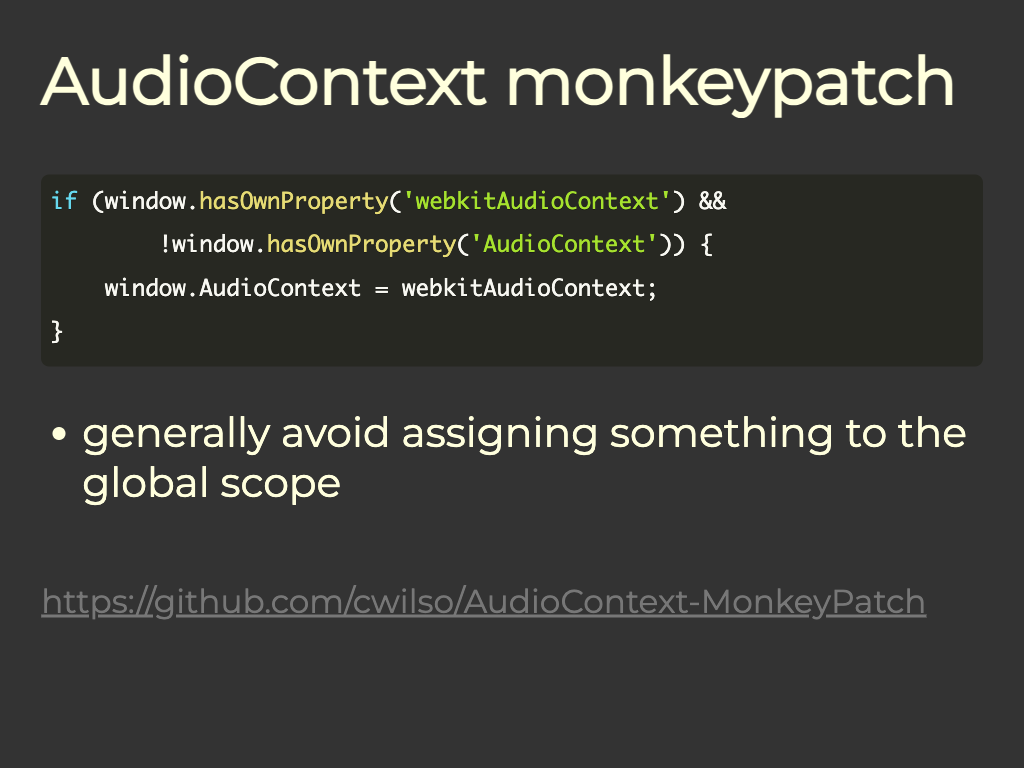 AudioContext monkeypatch
if (window.hasOwnProperty('webkitAudioContext') &&
        !window.hasOwnProperty('AudioContext')) {
    window.AudioContext = webkitAudioContext;
}
• generally avoid assigning something to the
global scope
https://github.com/cwilso/AudioContext-MonkeyPatch